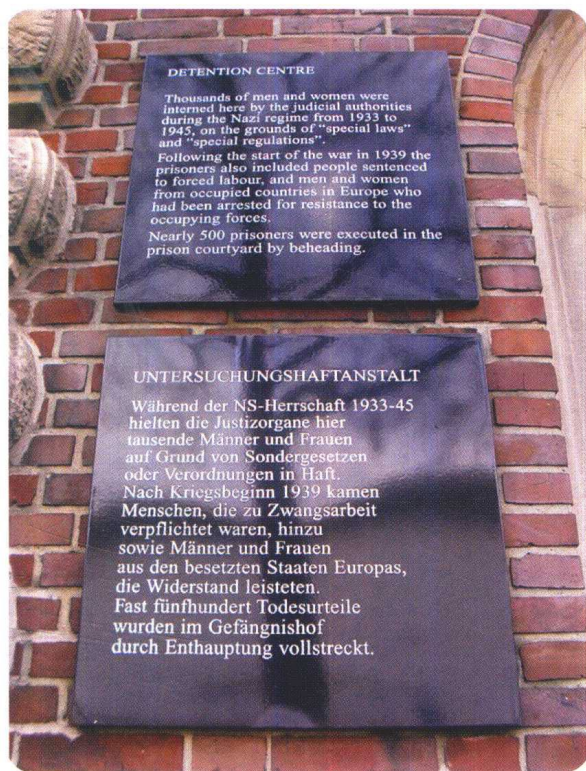 DETENTION CENTRE
Thousands of men and women were
interned here by the judicial authorities
during the Nazi regime from 1933 to
1945, on the grounds of "special laws"
and "special regulations".
Following the start of the war in 1939 the
prisoners also included people sentenced
to forced labour, and men and women
from occupied countries in Europe who
had been arrested for resistance to the
occupying forces.
Nearly 500 prisoners were executed in the
prison courtyard by beheading.
UNTERSUCHUNGSHAFTANSTALT
Während der NS-Herrschaft 1933-45
hielten die Justizorgane hier
tausende Männer und Frauen
auf Grund von Sondergesetzen
oder Verordnungen in Haft.
Nach Kriegsbeginn 1939 kamen
Menschen, die zu Zwangsarbeit
verpflichtet waren, hinzu
sowie Männer und Frauen
aus den besetzten Staaten Europas,
die Widerstand leisteten.
Fast fünfhundert Todesurteile
wurden im Gefängnishof
durch Enthauptung vollstreckt.